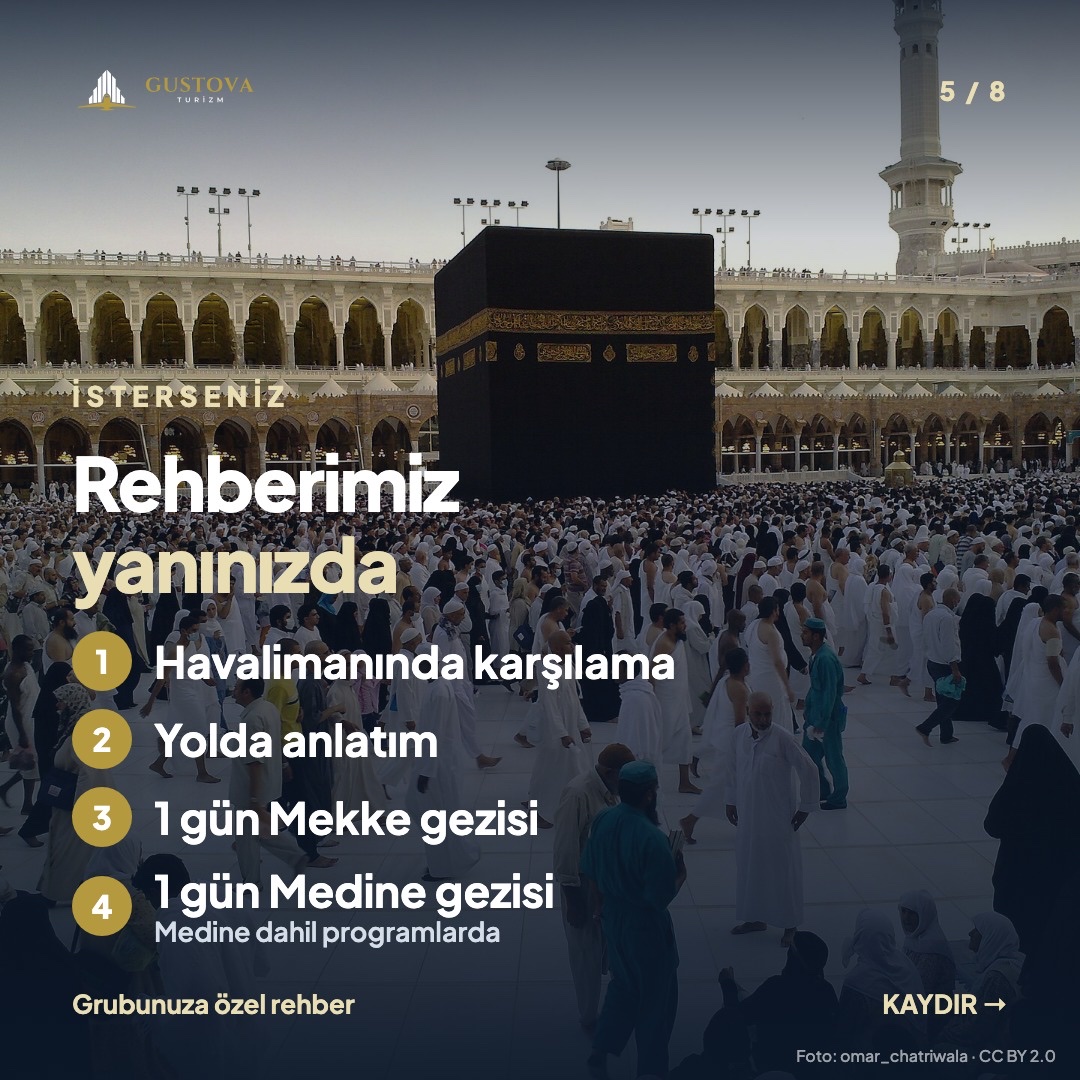 GUSTOVA
TURİZM
5 / 8
İSTERSENİZ
Rehberimiz
yanınızda
1 Havalimanında karşılama
2 Yolda anlatım
3 1 gün Mekke gezisi
4 1 gün Medine gezisi
Medine dahil programlarda
Grubunuza özel rehber
KAYDIR →
Foto: omar_chatriwala · CC BY 2.0